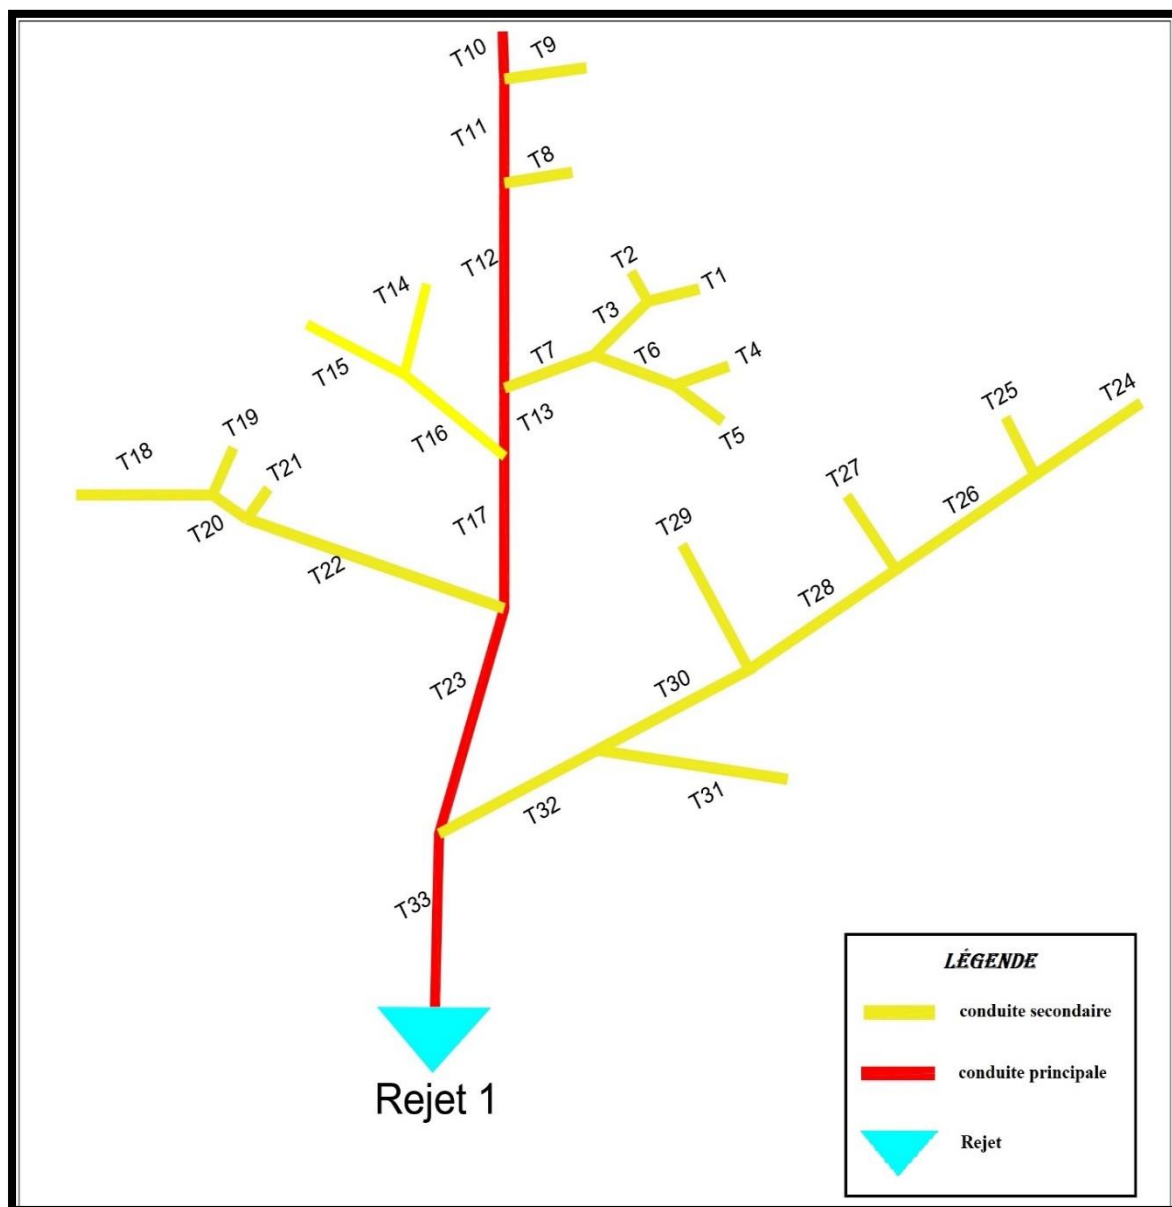 T10
T9
T11
T8
T12
T2
T1
T14
T3
T7
T6
T4
T15
T13
T16
T5
T24
T25
T19
T18
T21
T20
T17
T27
T26
T29
T22
T28
T23
T30
T31
T32
T33
Rejet 1
LÉGENDE
conduite secondaire
conduite principale
Rejet